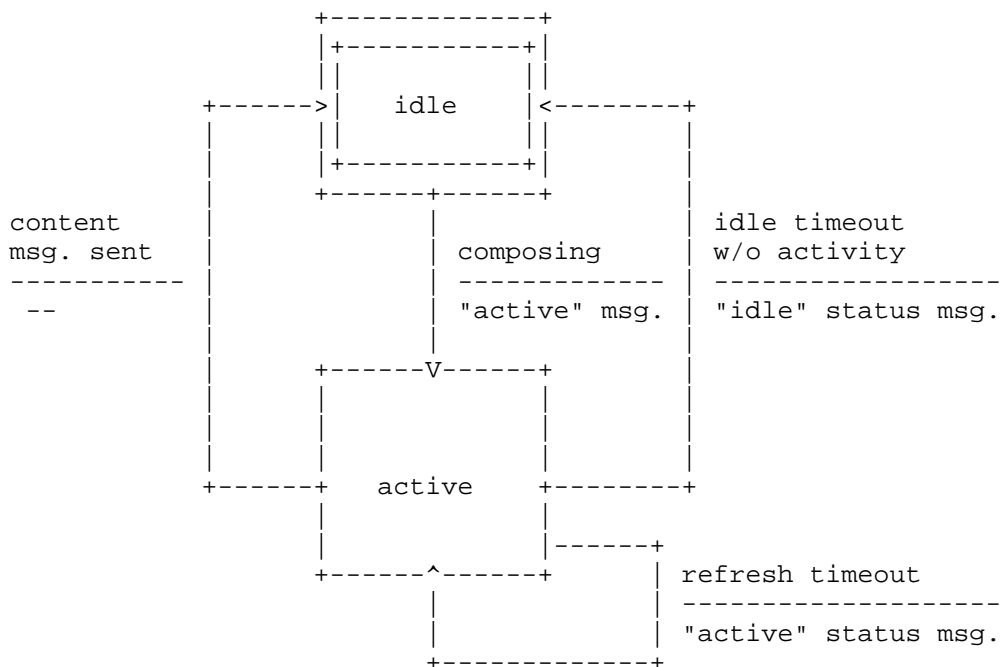 idle
content
msg. sent
-----------
--
composing
-------------
"active" msg.
idle timeout
w/o activity
------------------
"idle" status msg.
active
refresh timeout
--------------------
"active" status msg.